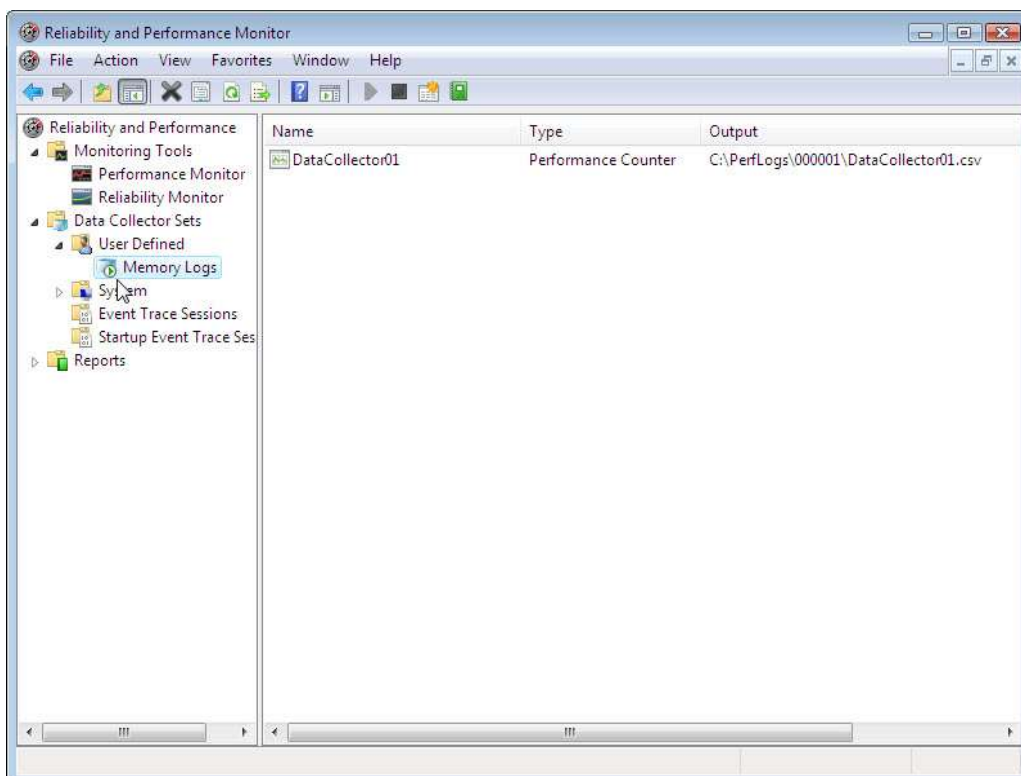 Reliability and Performance Monitor
File Action View Favorites Window Help
Reliability and Performance
Monitoring Tools
Performance Monitor
Reliability Monitor
Data Collector Sets
User Defined
Memory Logs
System
Event Trace Sessions
Startup Event Trace Ses
Reports
Name Type Output
DataCollector01 Performance Counter C:\PerfLogs\000001\DataCollector01.csv